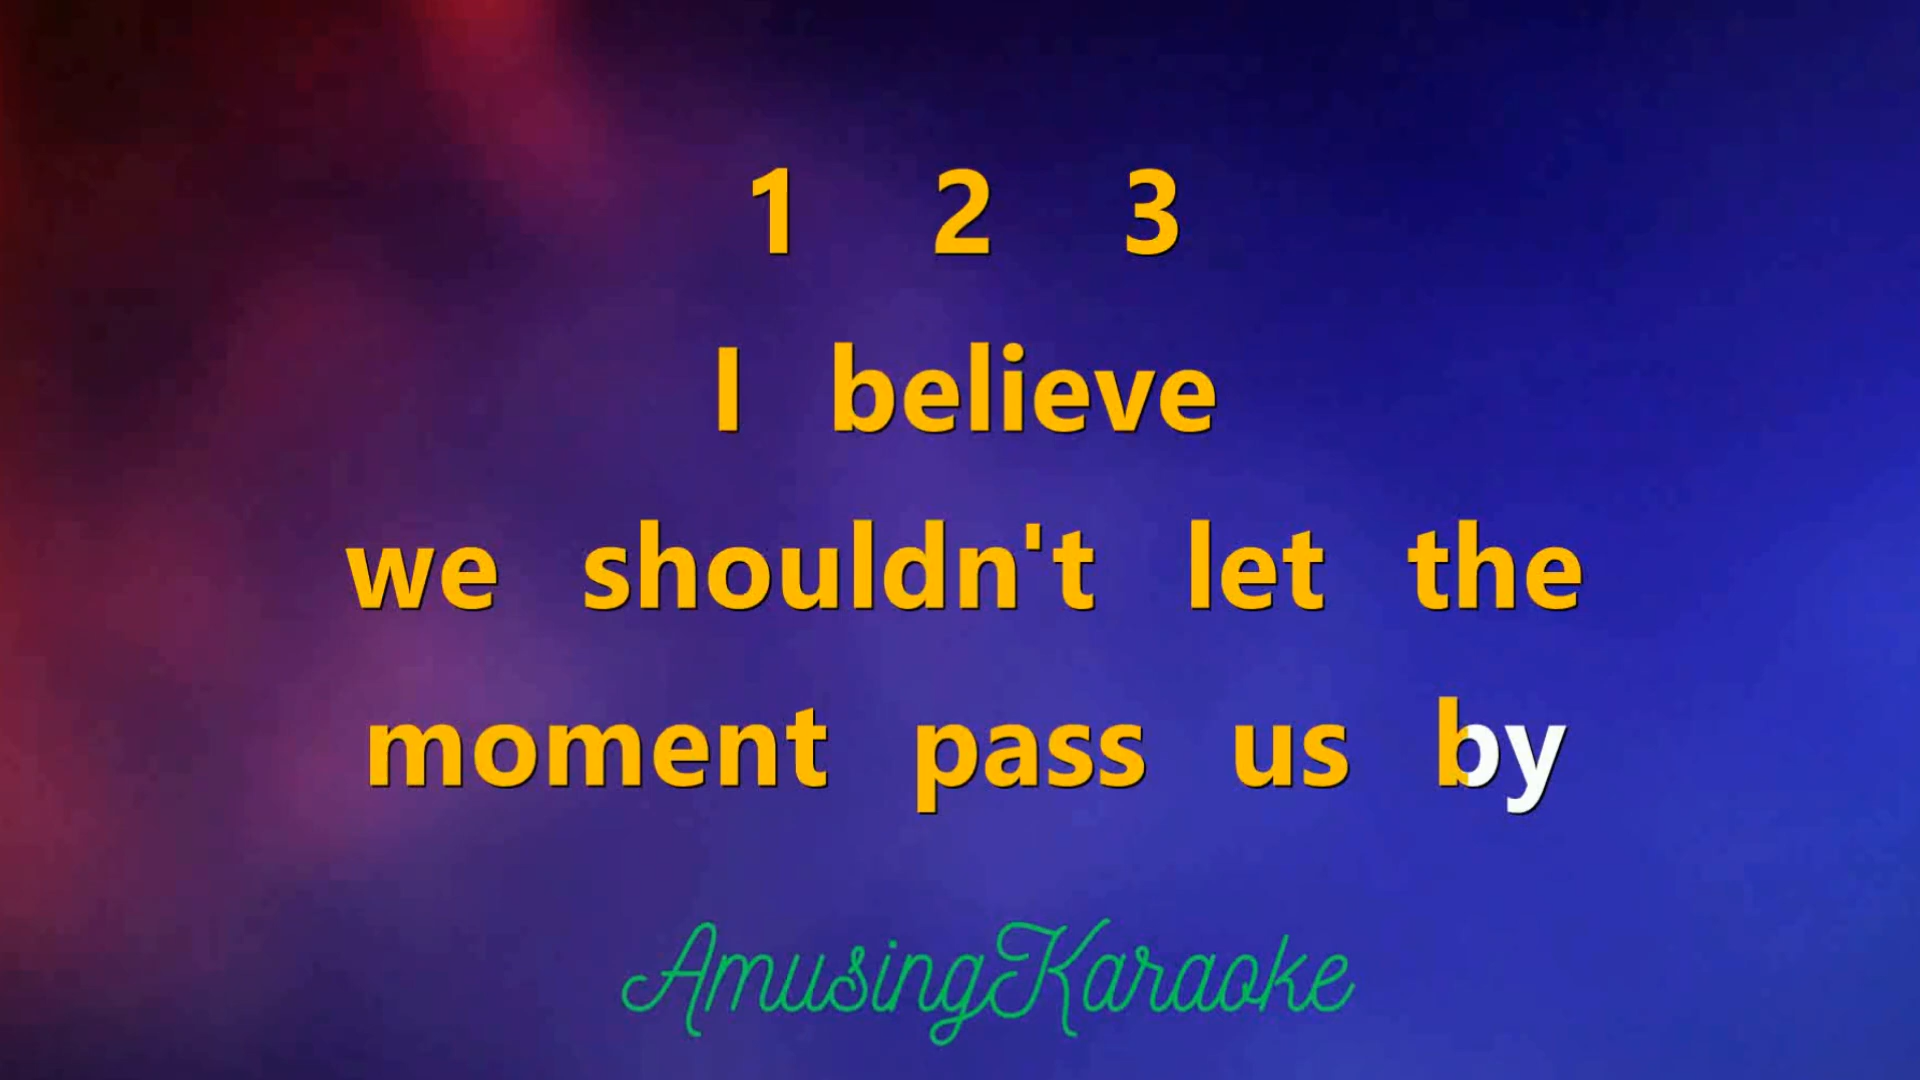 1 2 3
I believe
we shouldn't let the
moment pass us by
AmusingKaraoke